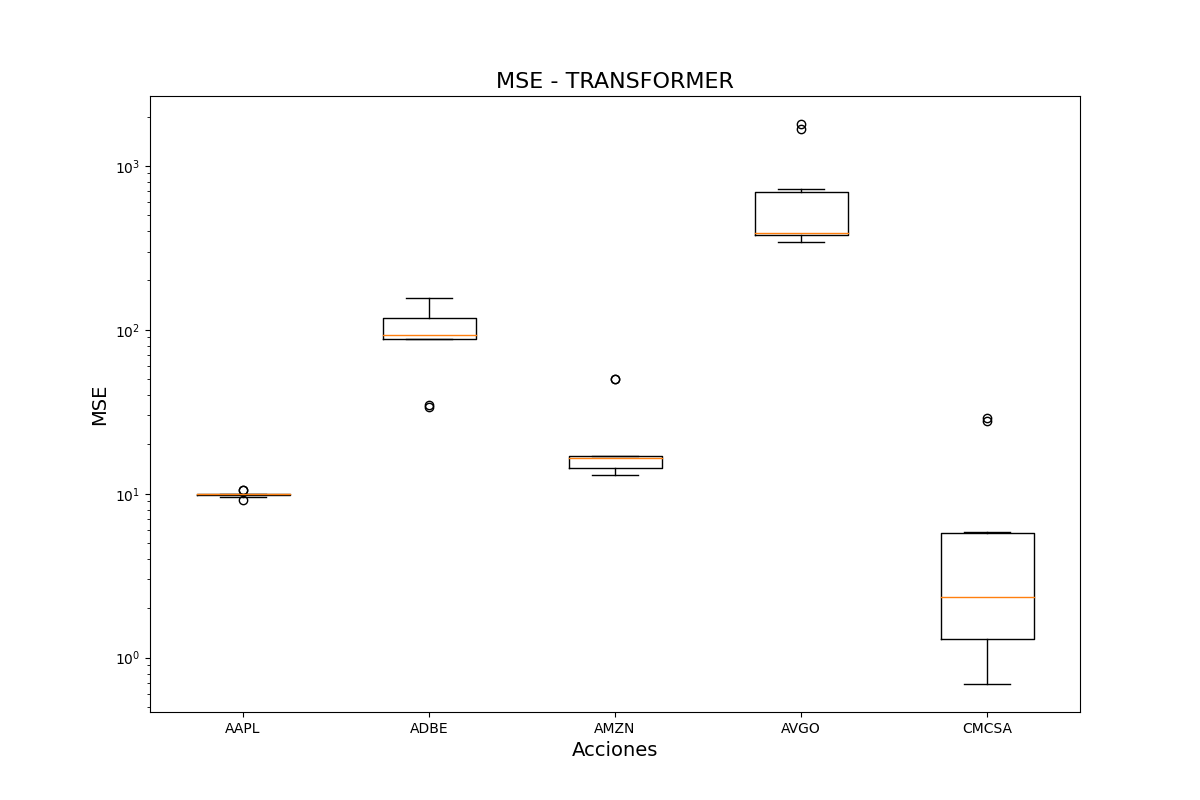 MSE - TRANSFORMER
MSE
10³
10²
10¹
10⁰
AAPL ADBE AMZN AVGO CMCSA
Acciones